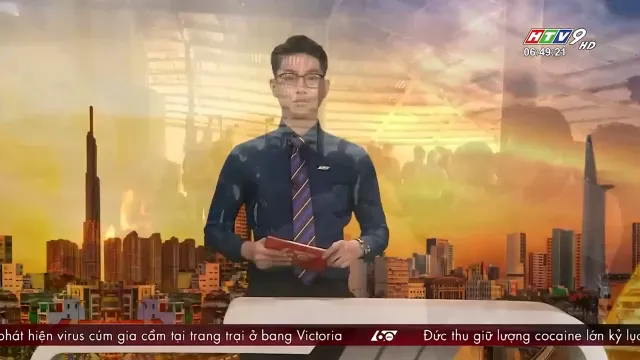 HTV9 HD
06:49:21
phát hiện virus cúm gia cầm tại trang trại ở bang Victoria 60 Đức thu giữ lượng cocaine lớn kỷ lục